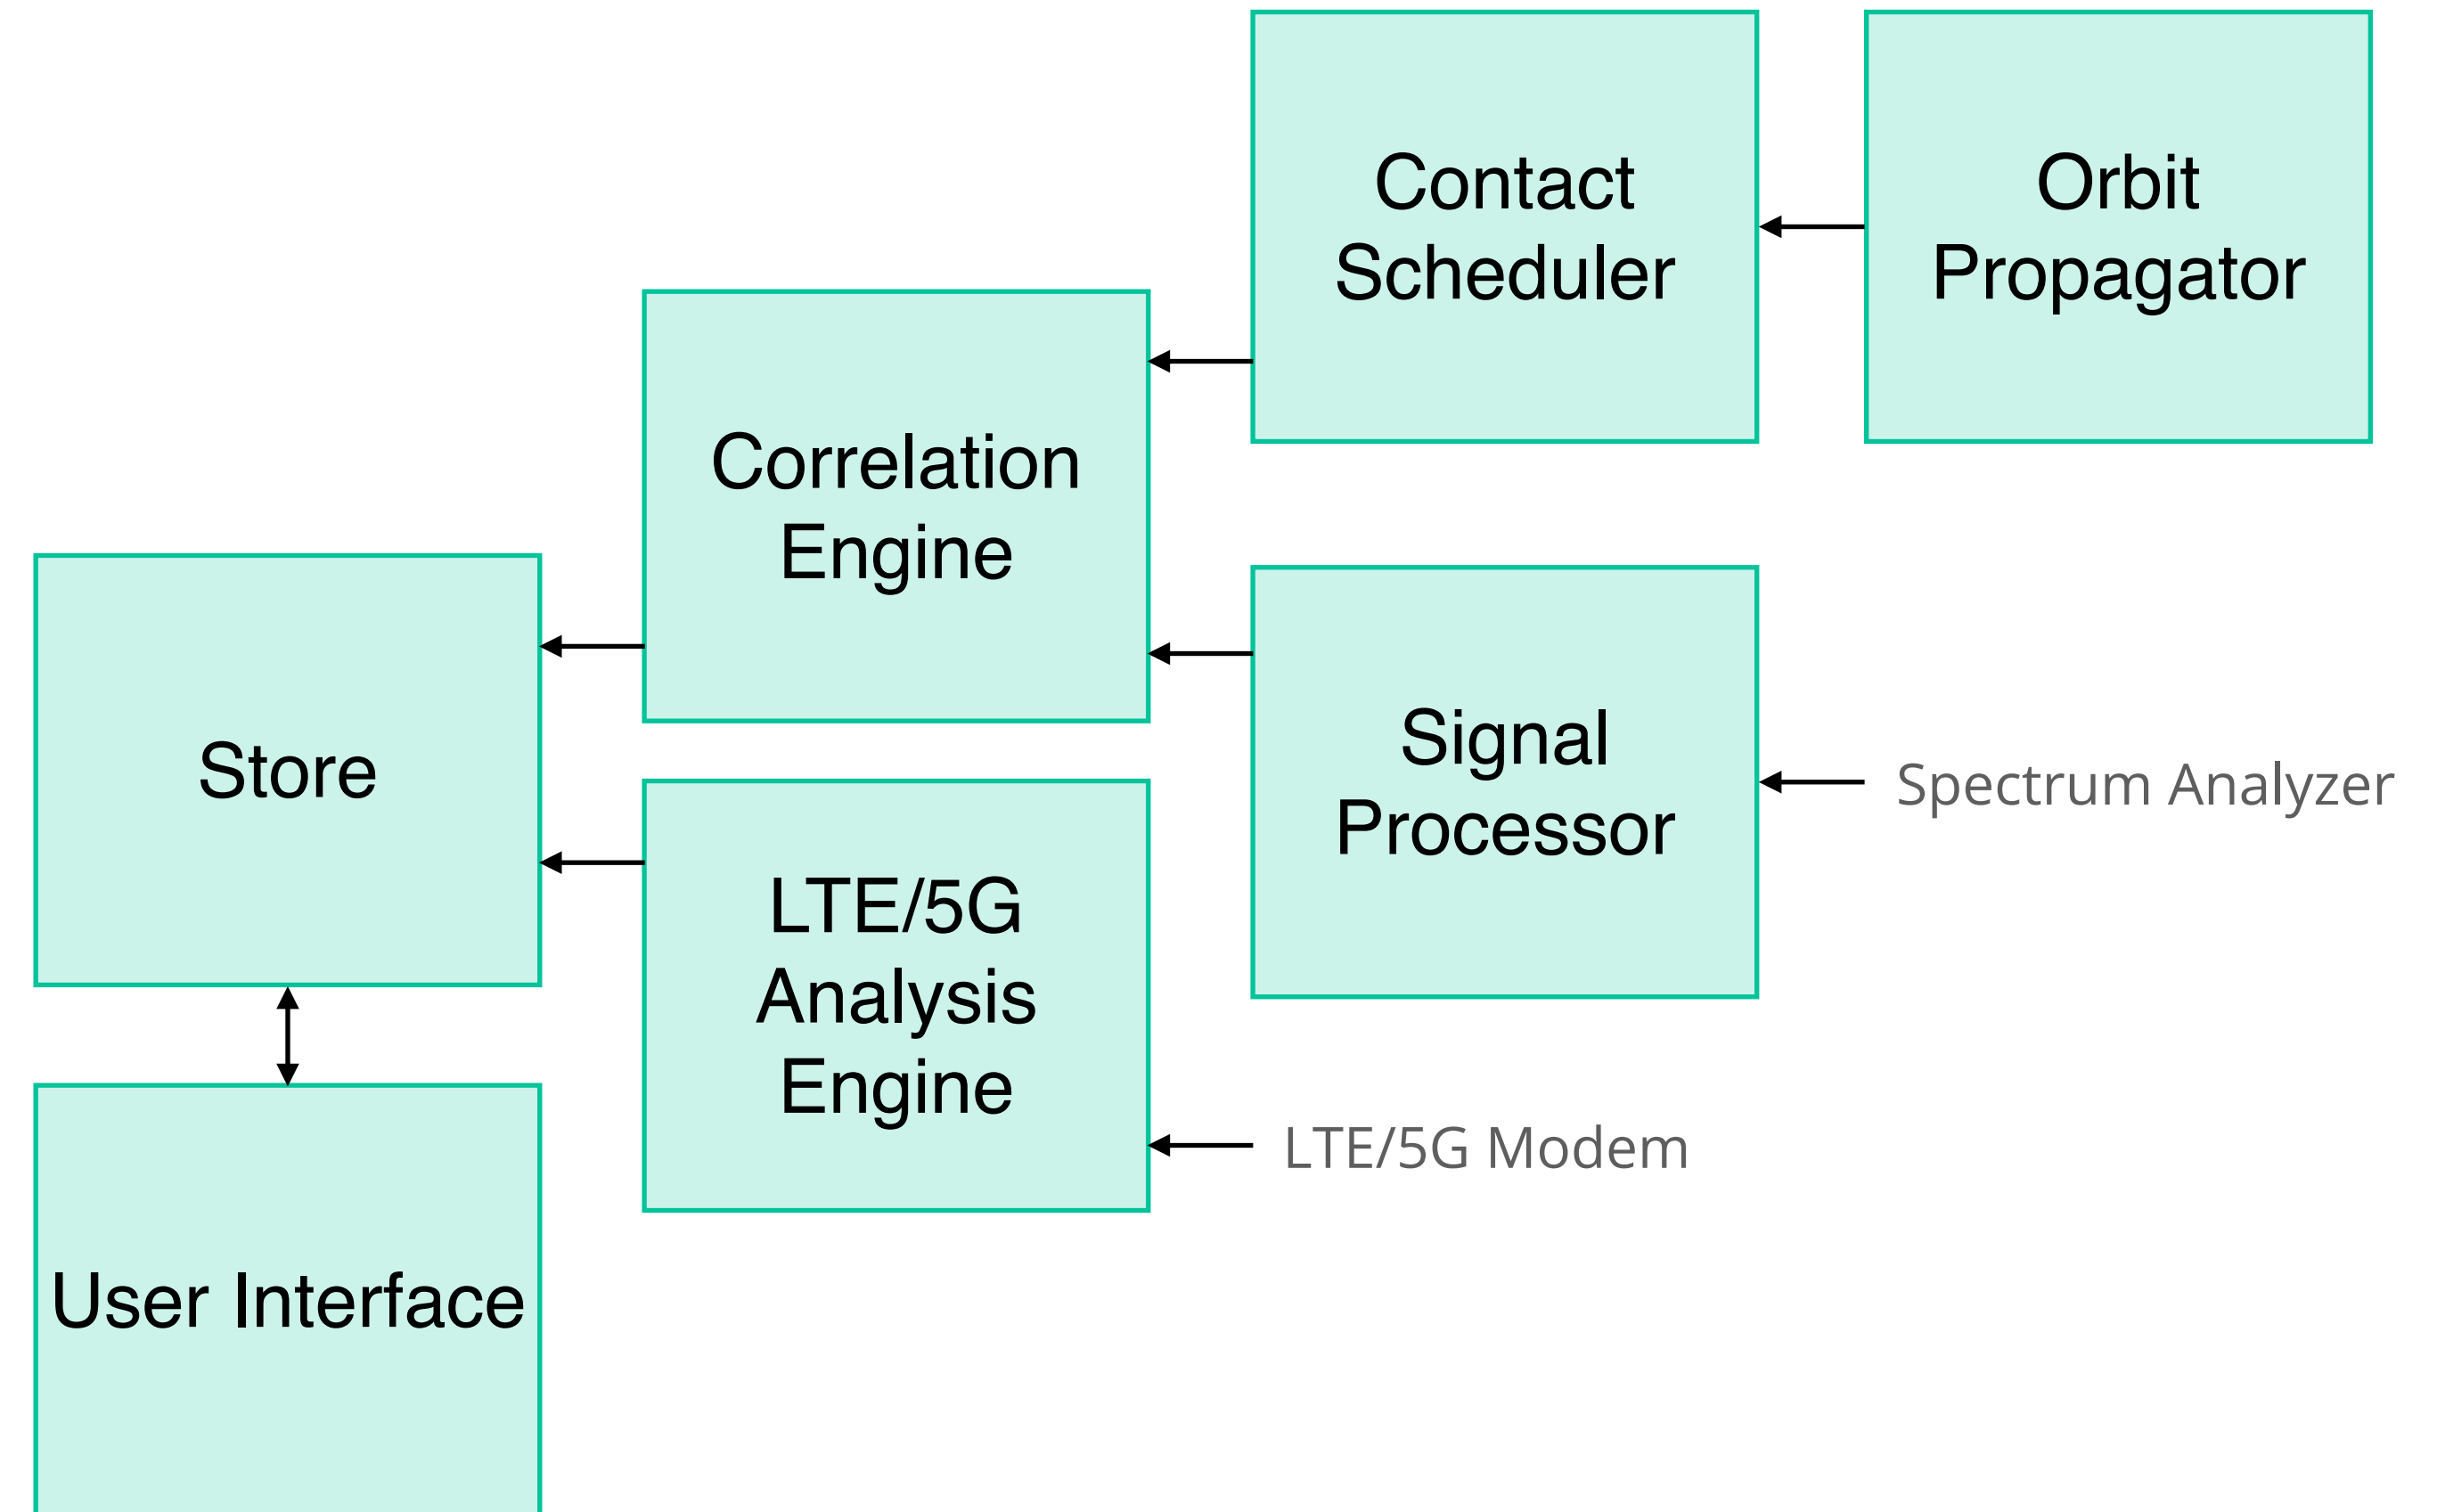 Contact
Scheduler
Orbit
Propagator
Correlation
Engine
Store
Signal
Processor
Spectrum Analyzer
LTE/5G
Analysis
Engine
LTE/5G Modem
User Interface